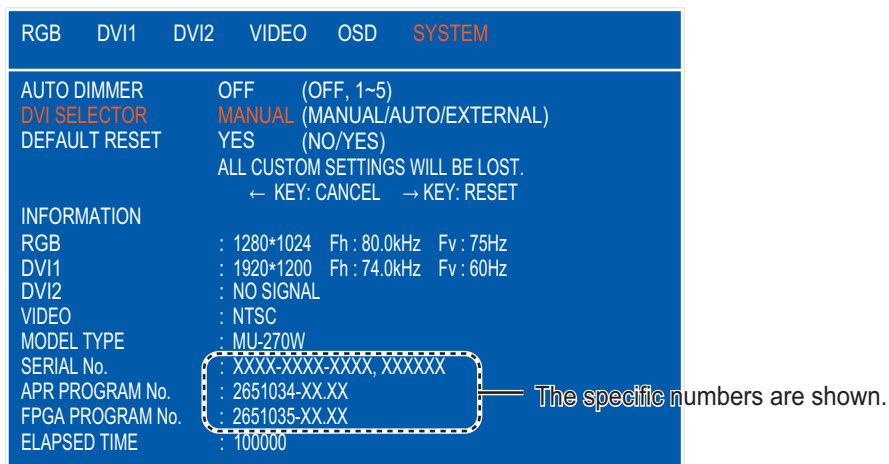 RGB DVI1 DVI2 VIDEO OSD SYSTEM
AUTO DIMMER OFF (OFF, 1~5)
DVI SELECTOR MANUAL (MANUAL/AUTO/EXTERNAL)
DEFAULT RESET YES (NO/YES)
ALL CUSTOM SETTINGS WILL BE LOST.
← KEY: CANCEL → KEY: RESET
INFORMATION
RGB : 1280*1024 Fh : 80.0kHz Fv : 75Hz
DVI1 : 1920*1200 Fh : 74.0kHz Fv : 60Hz
DVI2 : NO SIGNAL
VIDEO : NTSC
MODEL TYPE : MU-270W
SERIAL No. : XXXX-XXXX-XXXX, XXXXXX
APR PROGRAM No. : 2651034-XX.XX
The specific numbers are shown.
FPGA PROGRAM No. : 2651035-XX.XX
ELAPSED TIME : 100000